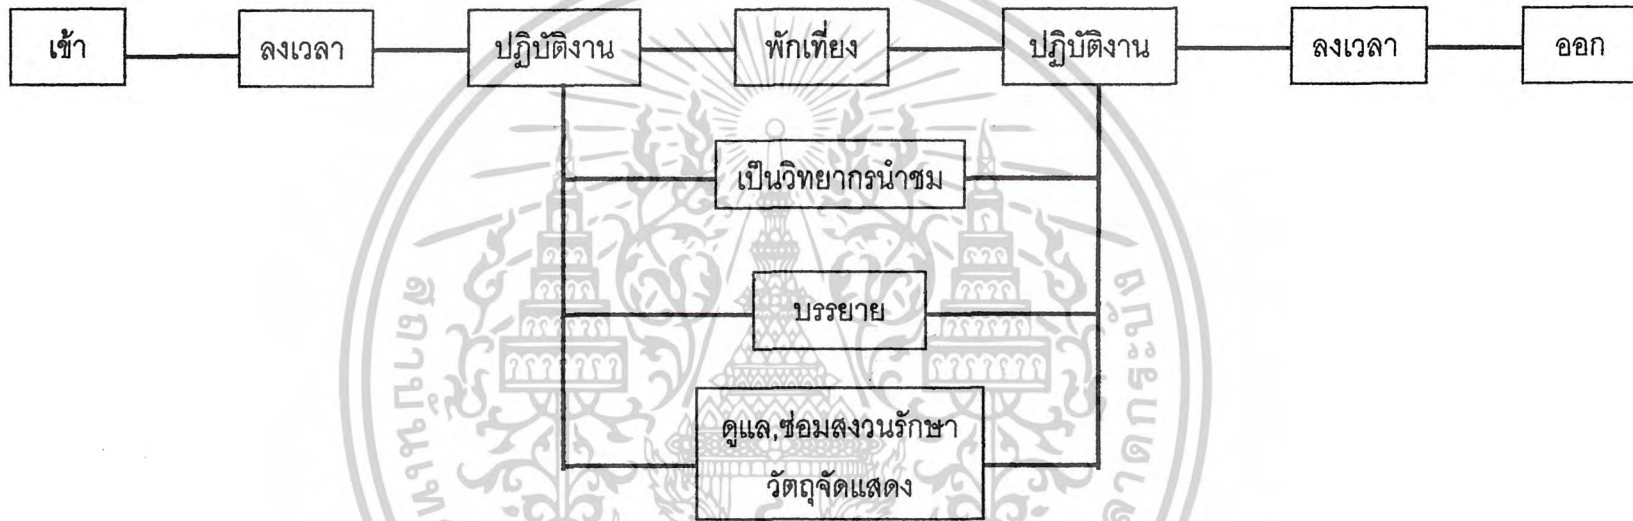 เข้า
ลงเวลา
ปฏิบัติงาน
พักเที่ยง
ปฏิบัติงาน
ลงเวลา
ออก
เป็นวิทยากรนำชม
บรรยาย
ดูแล,ซ่อมสงวนรักษา
วัตถุจัดแสดง